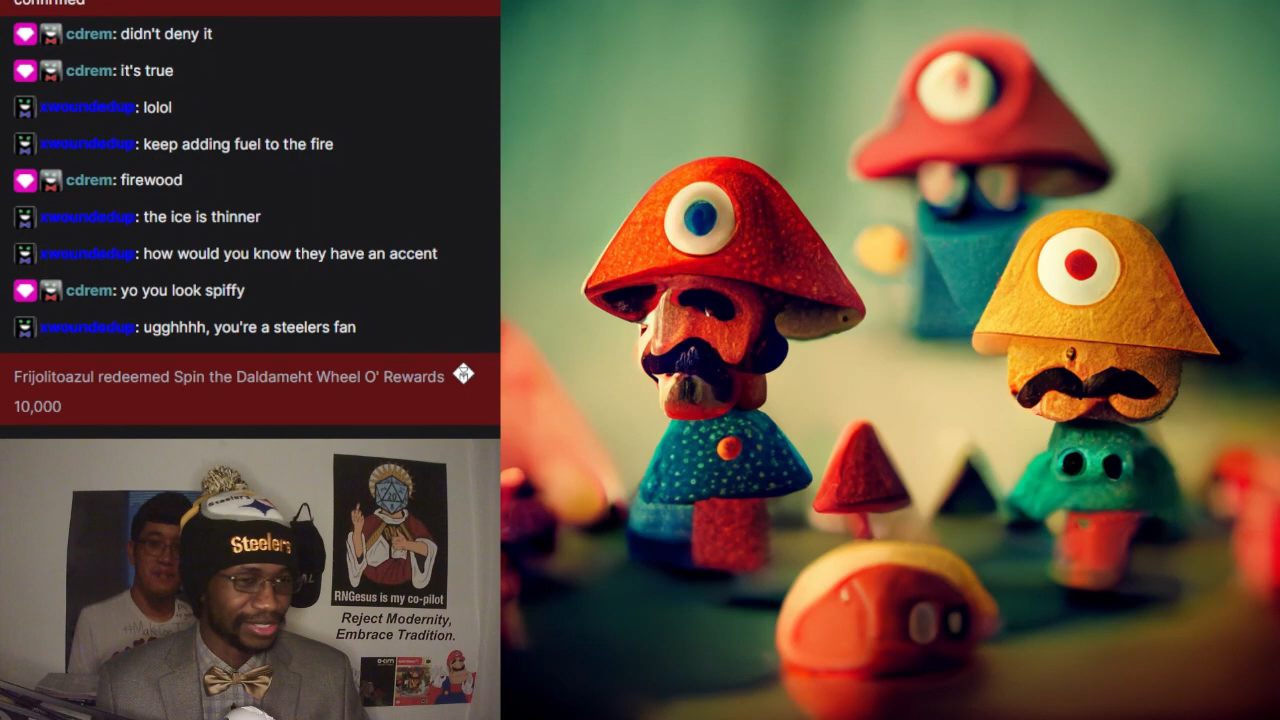 confirmed
cdrem: didn't deny it
cdrem: it's true
xwoundedup: lolol
xwoundedup: keep adding fuel to the fire
cdrem: firewood
xwoundedup: the ice is thinner
xwoundedup: how would you know they have an accent
cdrem: yo you look spiffy
xwoundedup: ugghhhh, you're a steelers fan
Frijolitoazul redeemed Spin the Daldameht Wheel O' Rewards
10,000
Steelers
RNGesus is my co-pilot
Reject Modernity,
Embrace Tradition.